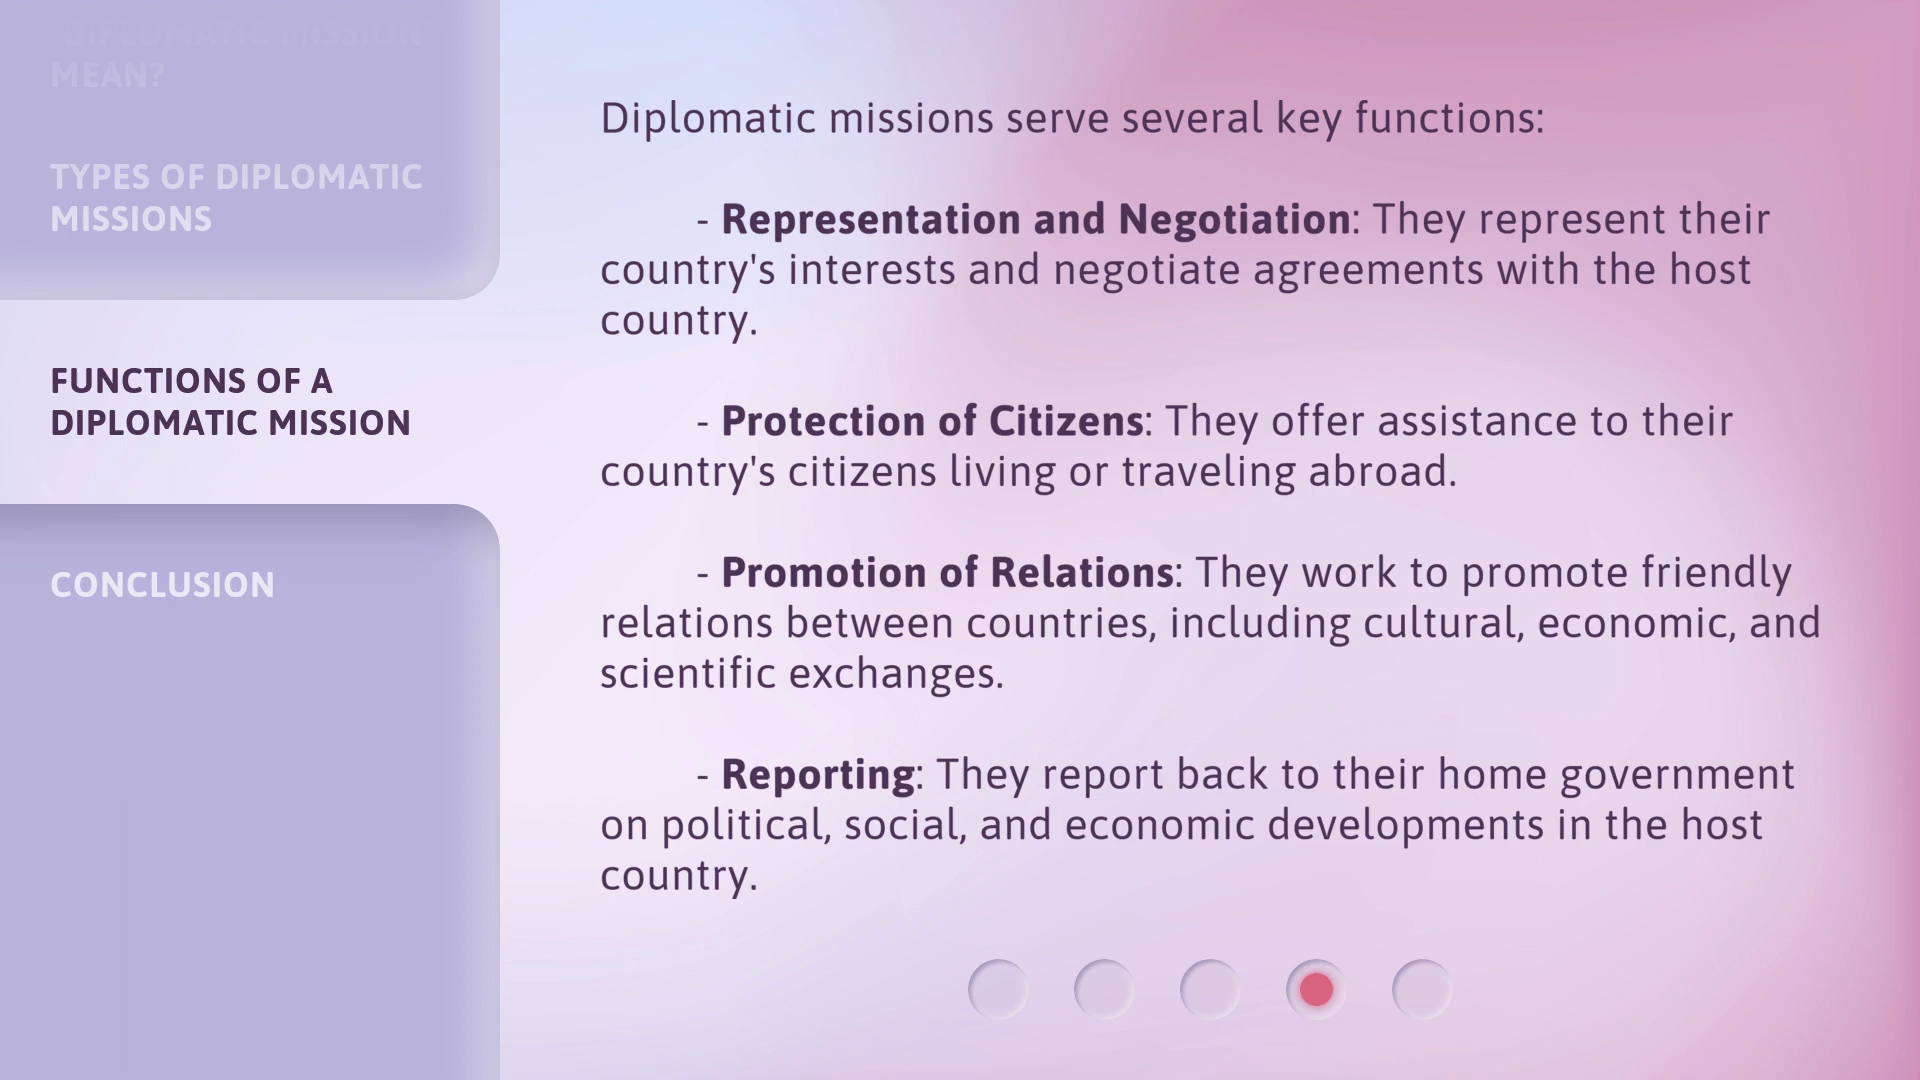 DIPLOMATIC MISSION
MEAN?
TYPES OF DIPLOMATIC
MISSIONS
FUNCTIONS OF A
DIPLOMATIC MISSION
CONCLUSION
Diplomatic missions serve several key functions:
- Representation and Negotiation: They represent their
country's interests and negotiate agreements with the host
country.
- Protection of Citizens: They offer assistance to their
country's citizens living or traveling abroad.
- Promotion of Relations: They work to promote friendly
relations between countries, including cultural, economic, and
scientific exchanges.
- Reporting: They report back to their home government
on political, social, and economic developments in the host
country.